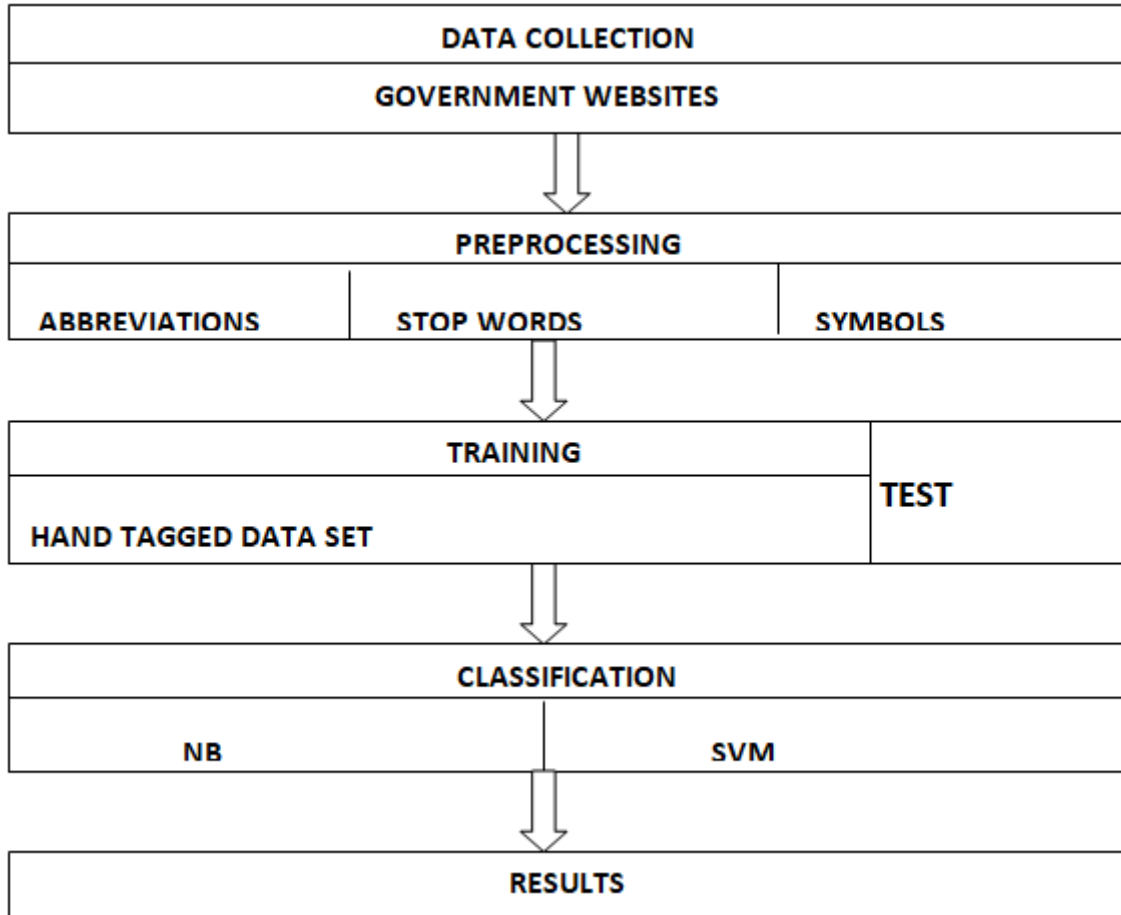 DATA COLLECTION
GOVERNMENT WEBSITES
PREPROCESSING
ABBREVIATIONS STOP WORDS SYMBOLS
TRAINING
TEST
HAND TAGGED DATA SET
CLASSIFICATION
NB SVM
RESULTS